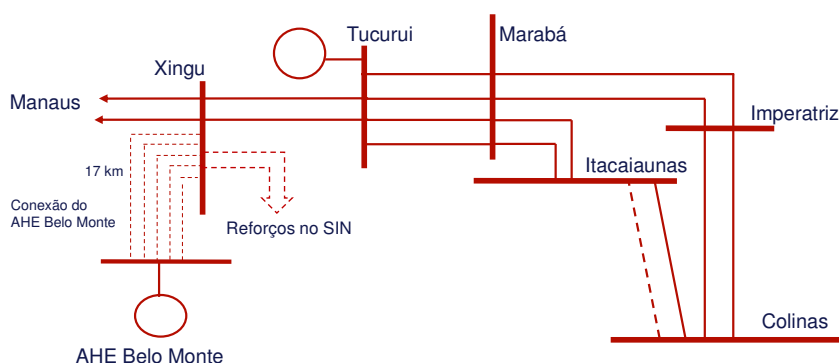 Tucurui
Marabá
Xingu
Manaus
Imperatriz
17 km
Itacaiaunas
Conexão do
AHE Belo Monte
Reforços no SIN
Colinas
AHE Belo Monte